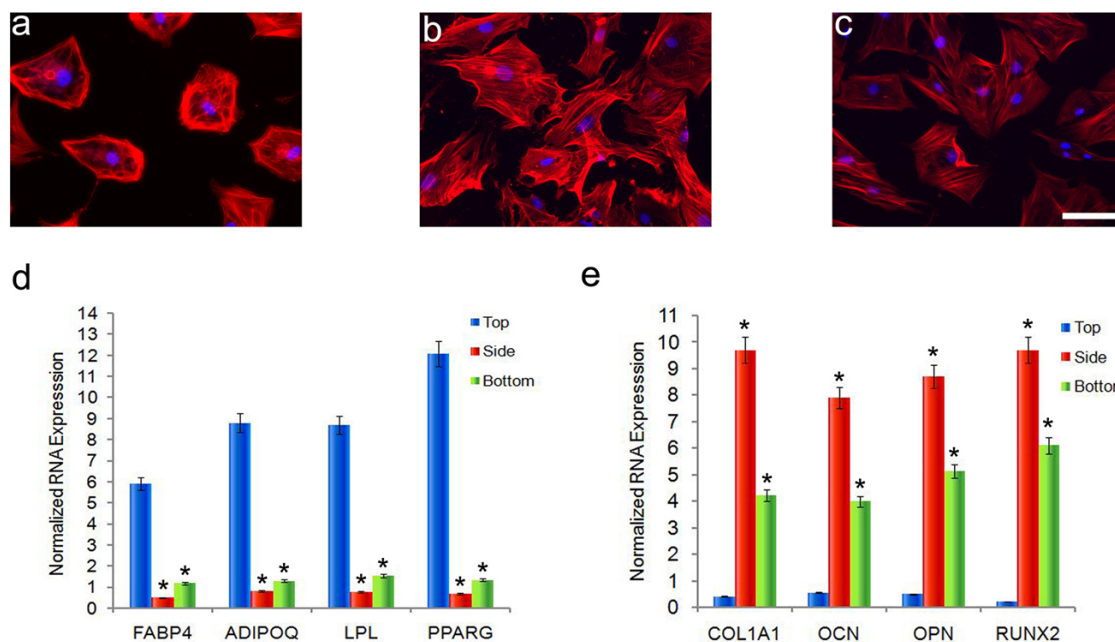 a
b
c
d
e
Normalized RNA Expresssion
14
13
12
11
10
9
8
7
6
5
4
3
2
1
0
Top
Side
Bottom
* * * * * * * *
FABP4 ADIPOQ LPL PPARG
Normalized RNA Expresssion
11
10
9
8
7
6
5
4
3
2
1
0
Top
Side
Bottom
* * * * * * * *
COL1A1 OCN OPN RUNX2